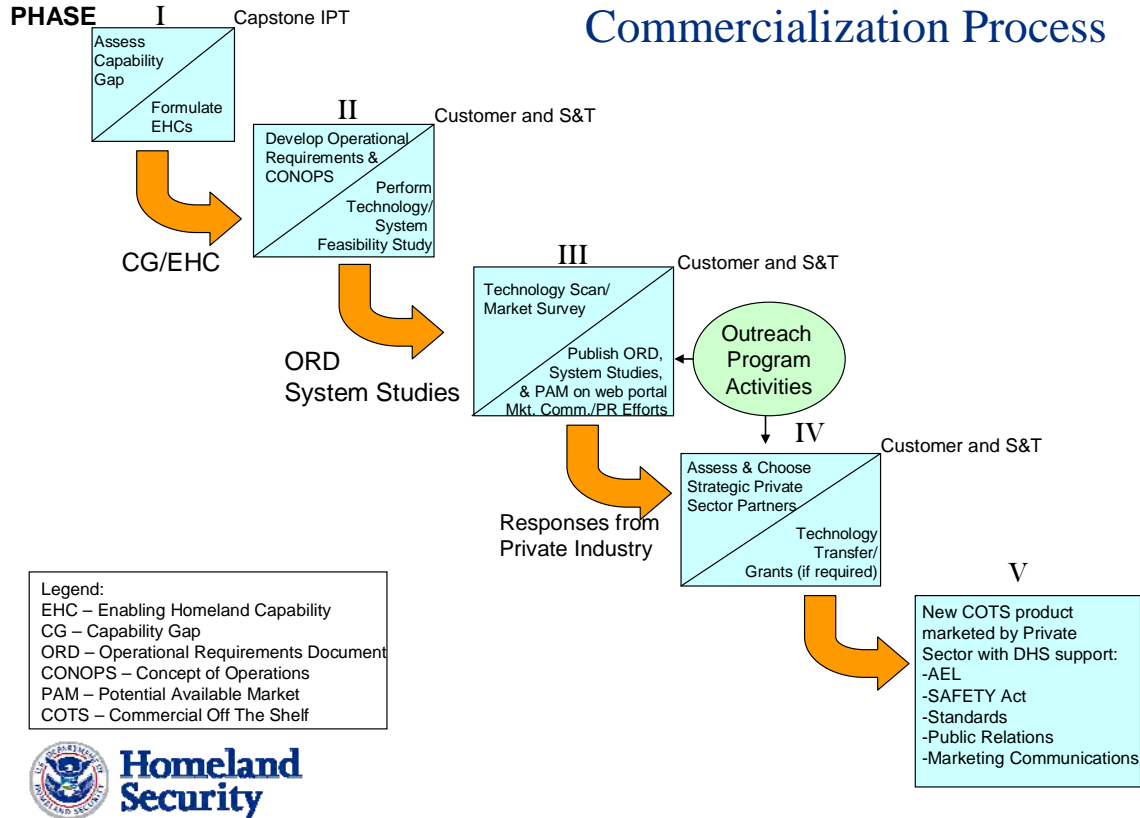 Commercialization Process
PHASE
I
Capstone IPT
Assess
Capability
Gap
Formulate
EHCs
CG/EHC
II
Customer and S&T
Develop Operational
Requirements &
CONOPS
Perform
Technology/
System
Feasibility Study
ORD
System Studies
III
Customer and S&T
Technology Scan/
Market Survey
Publish ORD,
System Studies,
& PAM on web portal
Mkt. Comm./PR Efforts
Outreach
Program
Activities
Responses from
Private Industry
IV
Customer and S&T
Assess & Choose
Strategic Private
Sector Partners
Technology
Transfer/
Grants (if required)
V
New COTS product
marketed by Private
Sector with DHS support:
-AEL
-SAFETY Act
-Standards
-Public Relations
-Marketing Communications
Legend:
EHC – Enabling Homeland Capability
CG – Capability Gap
ORD – Operational Requirements Document
CONOPS – Concept of Operations
PAM – Potential Available Market
COTS – Commercial Off The Shelf
U.S. DEPARTMENT OF
HOMELAND SECURITY
Homeland
Security